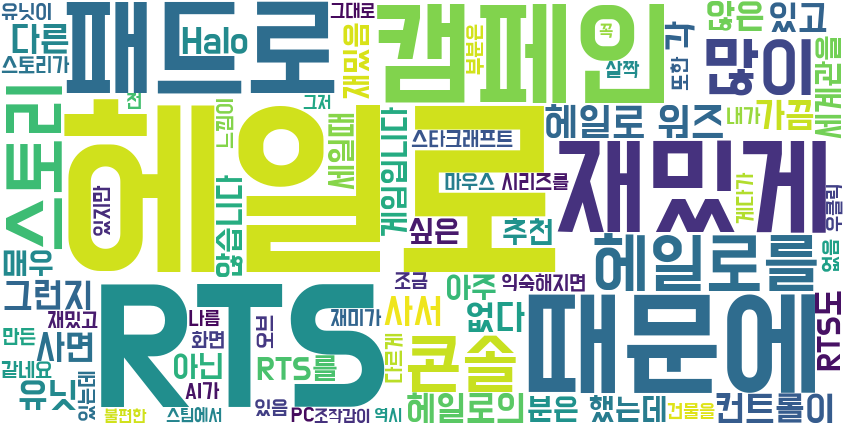 유닛이
다른
스토리가
패드로
Halo
그대로
재밌음
캠페인
꼭
부분은
살짝
또한
각
많은
있고
많이
세계관을
스토리
헤일로
전
그저
느낌이
세일때
게임입니다
스타크래프트
헤일로 워즈
내가
가끔
재밌게
마우스
시리즈를
게다가
우클릭
있지만
않습니다
싶은
추천
매우
헤일로를
없음
그런지
조금
익숙해지면
아주
재밌고
나름
재미가
사서
없다
때문에
RTS도
만든
사면
화면
RTS
아닌
RTS를
다르게
콘솔
같네요
유닛
있는데
AI가
불편한
스팀에서
있음
PC
조작감이
역시
헤일로의
분은
했는데
건물을
컨트롤이